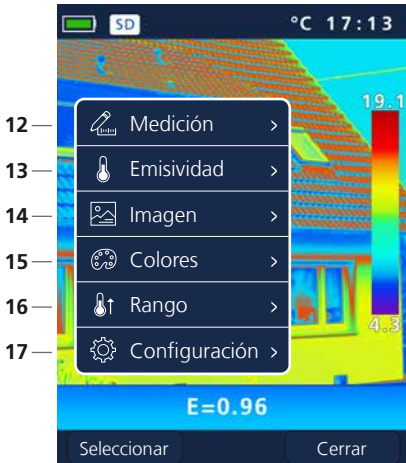 SD °C 17:13
19.1
12 Medición >
13 Emisividad >
14 Imagen >
15 Colores >
16 Rango >
17 Configuración >
4.3
E=0.96
Seleccionar Cerrar